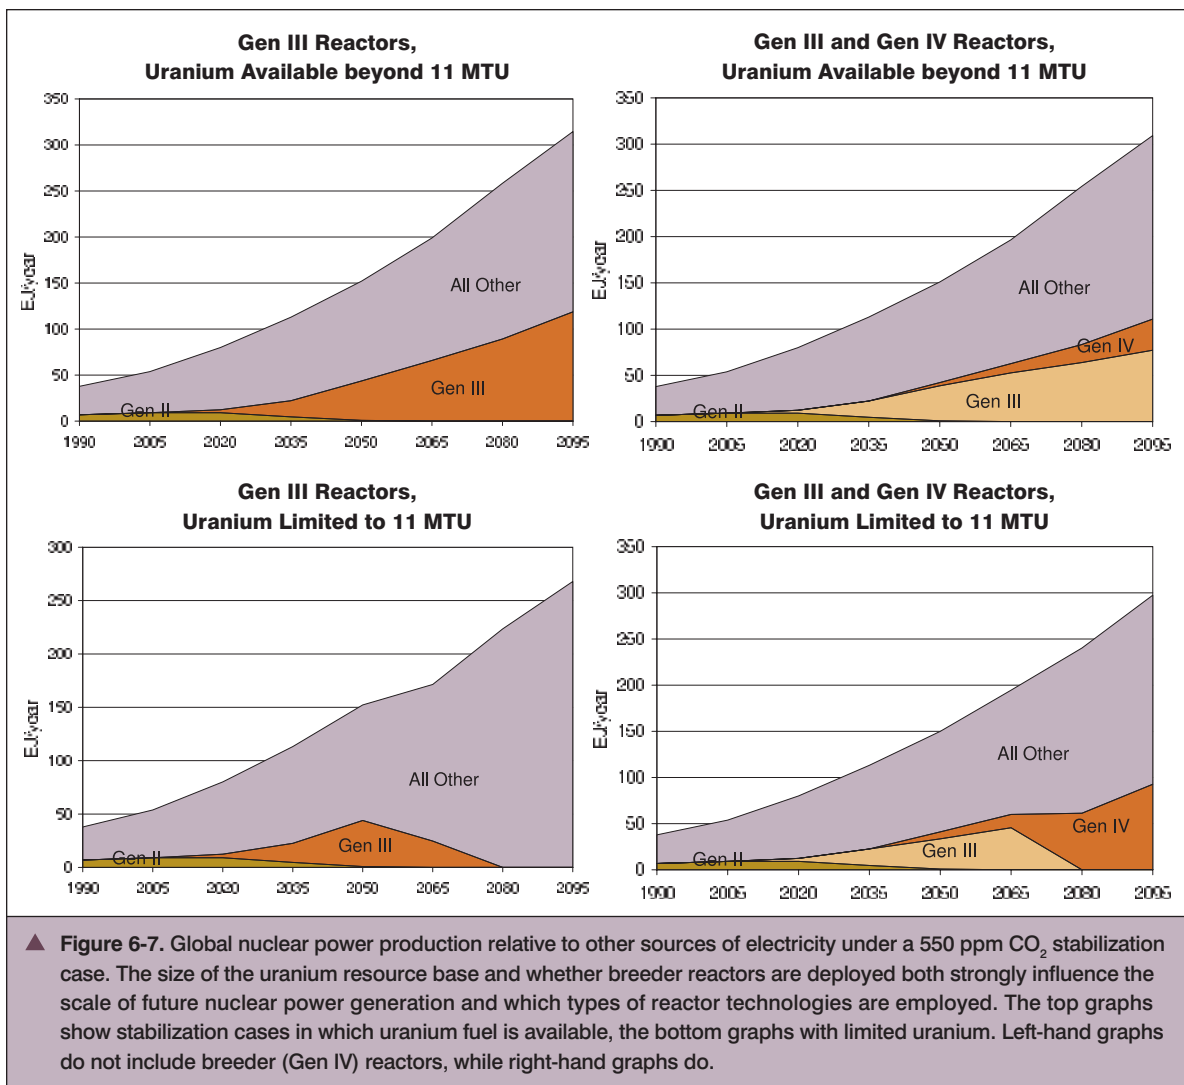 Gen III Reactors,
Uranium Available beyond 11 MTU
350
300
250
200
150
100
50
0
EJ/year
All Other
Gen III
Gen II
1990 2005 2020 2035 2050 2065 2080 2095
Gen III and Gen IV Reactors,
Uranium Available beyond 11 MTU
350
300
250
200
150
100
50
0
EJ/year
All Other
Gen IV
Gen III
Gen II
1990 2005 2020 2035 2050 2065 2080 2095
Gen III Reactors,
Uranium Limited to 11 MTU
300
250
200
150
100
50
0
EJ/year
All Other
Gen III
Gen II
1990 2005 2020 2035 2050 2065 2080 2095
Gen III and Gen IV Reactors,
Uranium Limited to 11 MTU
350
300
250
200
150
100
50
0
EJ/year
All Other
Gen IV
Gen III
Gen II
1990 2005 2020 2035 2050 2065 2080 2095
▲ Figure 6-7. Global nuclear power production relative to other sources of electricity under a 550 ppm CO₂ stabilization
case. The size of the uranium resource base and whether breeder reactors are deployed both strongly influence the
scale of future nuclear power generation and which types of reactor technologies are employed. The top graphs
show stabilization cases in which uranium fuel is available, the bottom graphs with limited uranium. Left-hand graphs
do not include breeder (Gen IV) reactors, while right-hand graphs do.